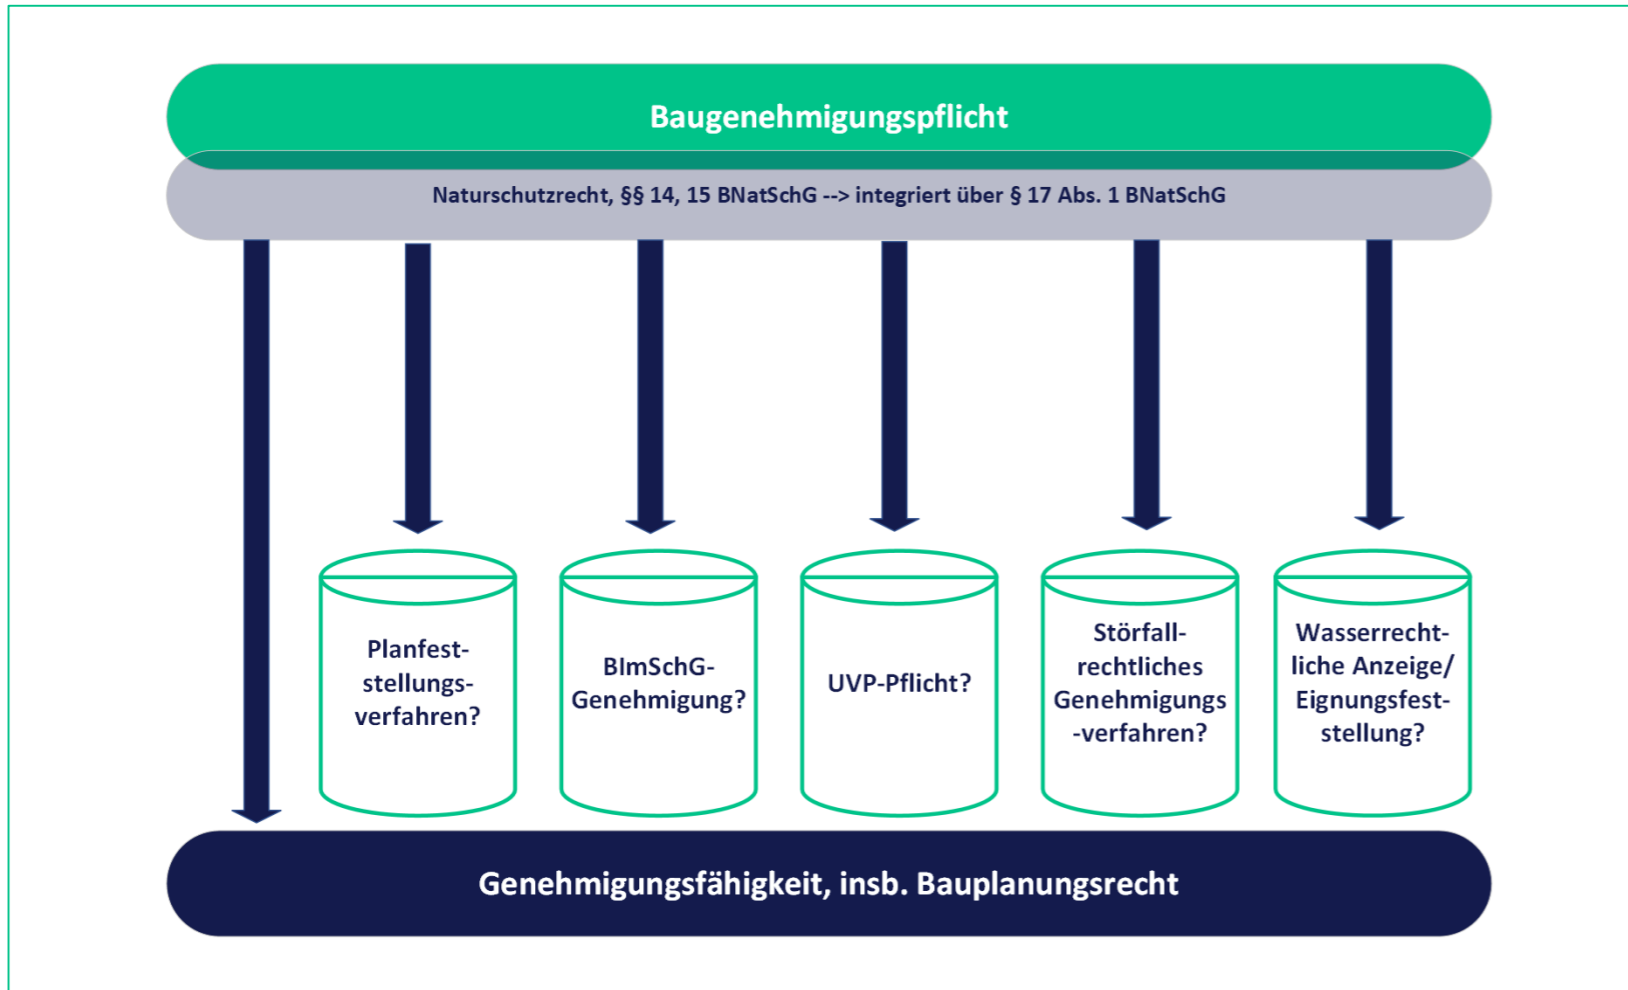 Baugenehmigungspflicht
Naturschutzrecht, §§ 14, 15 BNatSchG --> integriert über § 17 Abs. 1 BNatSchG
Planfest-
stellungs-
verfahren?
BImSchG-
Genehmigung?
UVP-Pflicht?
Störfall-
rechtliches
Genehmigungs
-verfahren?
Wasserrecht-
liche Anzeige/
Eignungsfest-
stellung?
Genehmigungsfähigkeit, insb. Bauplanungsrecht